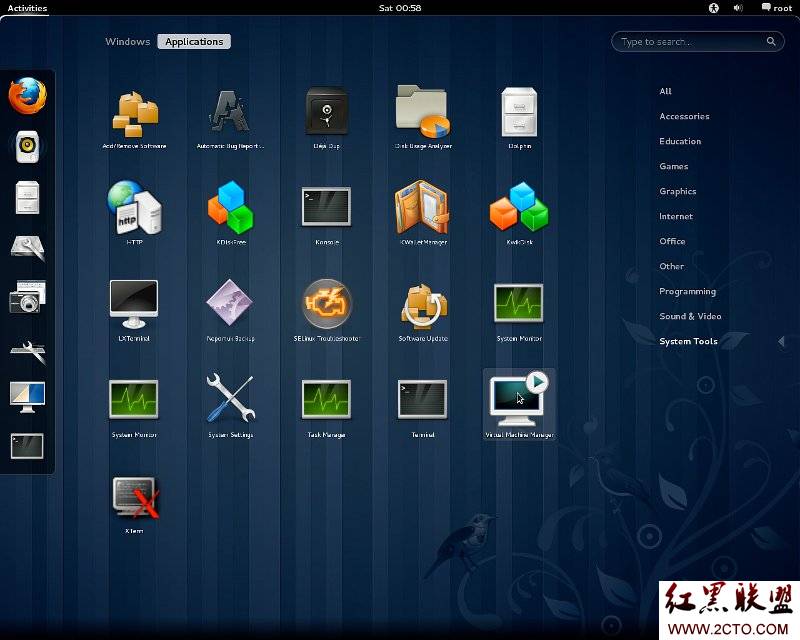 Activities
Sat 00:58
root
Windows
Applications
Type to search...
All
Accessories
Education
Games
Graphics
Internet
Office
Other
Programming
Sound & Video
System Tools
Add/Remove Software
Automatic Bug Report...
Déjà Dup
Disk Usage Analyzer
Dolphin
http
HTTP
KDiskFree
Konsole
KWalletManager
KwikDisk
LXTerminal
Nepomuk Backup
SELinux Troubleshooter
Software Update
System Monitor
System Monitor
System Settings
Task Manager
Terminal
Virtual Machine Manager
XTerm
红黑联盟
WWW.2CTO.COM